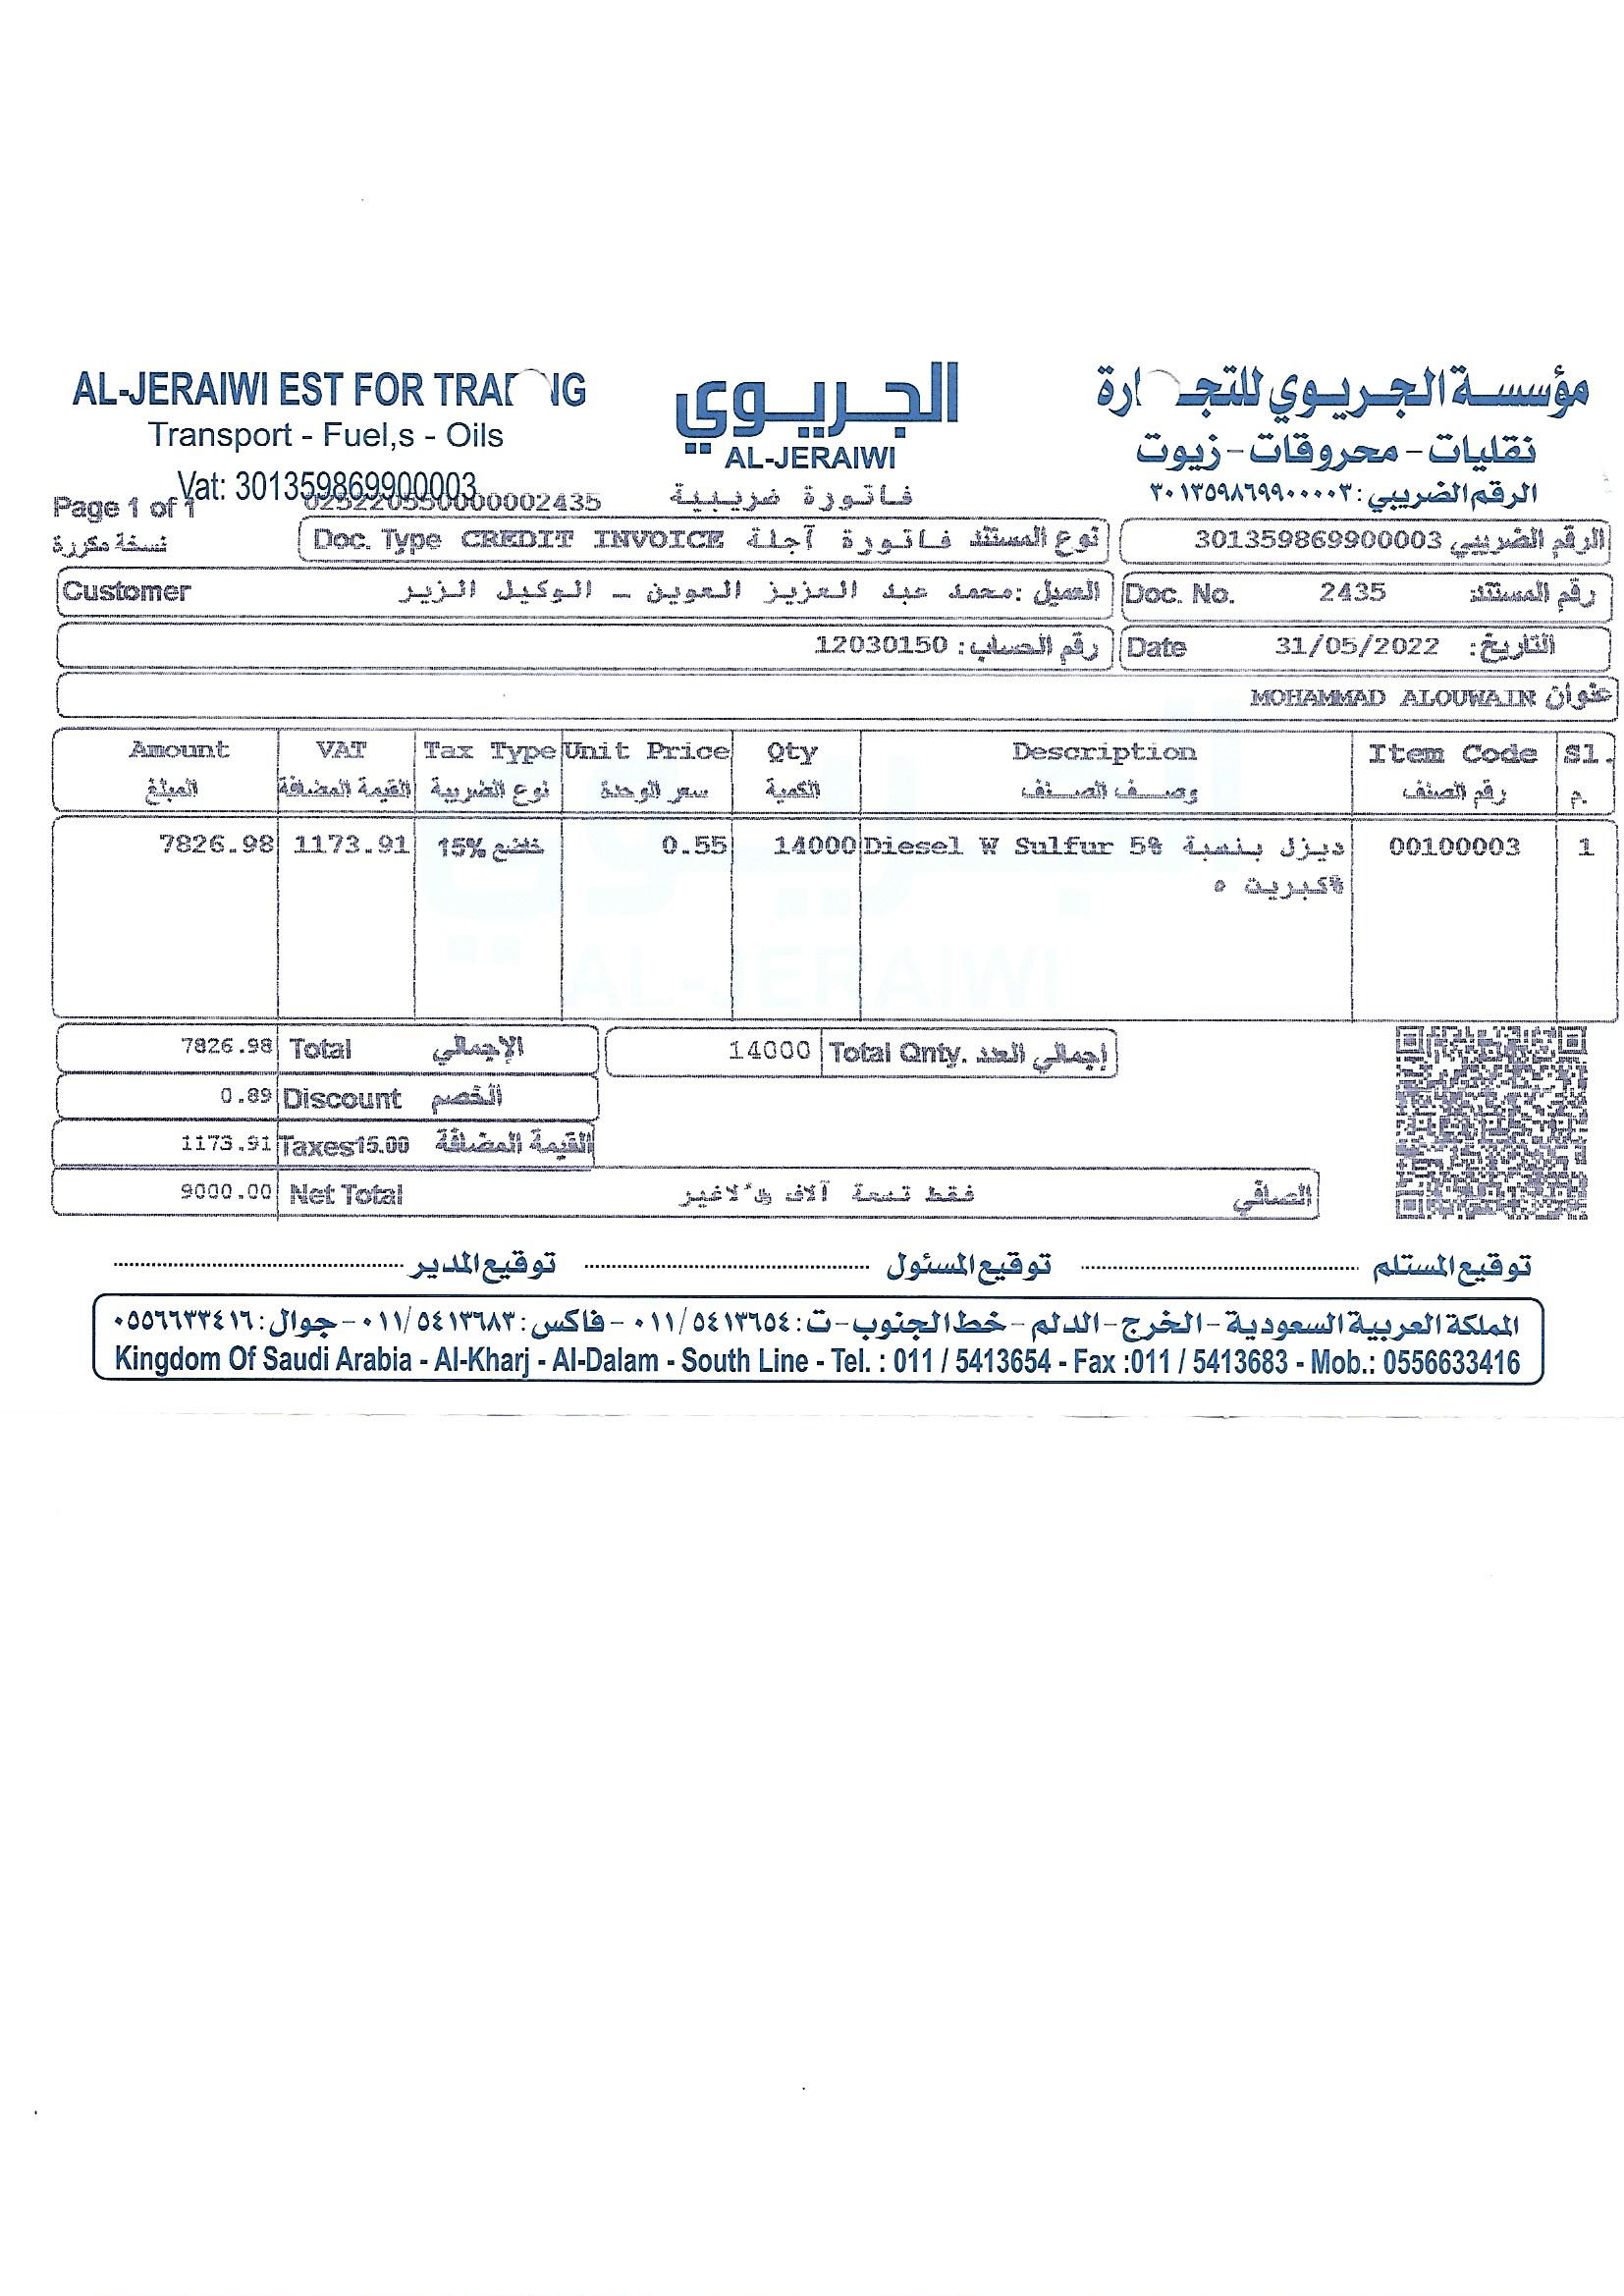 AL-JERAIWI EST FOR TRADING
Transport - Fuel,s - Oils
Vat: 301359869900003
الجريوي
AL-JERAIWI
مؤسسة الجريوي للتجارة
نقليات - محروقات - زيوت
الرقم الضريبي : ٣٠١٣٥٩٨٦٩٩٠٠٠٠٣
Page 1 of 1
025220550000002435
فاتورة ضريبية
نسخة مكررة
Doc. Type CREDIT INVOICE نوع المستند فاتورة آجلة
الرقم الضريبي 301359869900003
Customer العميل : محمد عبد العزيز العوين - الوكيل الزير
Doc. No. 2435 رقم المستند
رقم الحساب : 12030150
Date 31/05/2022 التاريخ :
عنوان MOHAMMAD ALOUWAIN
Amount VAT Tax Type Unit Price Qty Description Item Code Sl.
المبلغ القيمة المضافة نوع الضريبة سعر الوحدة الكمية وصف الصنف رقم الصنف م.
7826.98 1173.91 خاضع 15% 0.55 14000 Diesel W Sulfur 5% ديزل بنسبة 00100003 1
%كبريت ٥
AL-JERAIWI
7826.98 Total الإجمالي
14000 Total Qnty. إجمالي العدد
0.89 Discount الخصم
1173.91 Taxes15.00 القيمة المضافة
9000.00 Net Total فقط تسعة آلاف لاغير الصافي
توقيع المستلم توقيع المسئول توقيع المدير
المملكة العربية السعودية - الخرج - الدلم - خط الجنوب - ت : ٠١١/٥٤١٣٦٥٤ - فاكس : ٠١١/٥٤١٣٦٨٣ - جوال : ٠٥٥٦٦٣٣٤١٦
Kingdom Of Saudi Arabia - Al-Kharj - Al-Dalam - South Line - Tel. : 011 / 5413654 - Fax :011 / 5413683 - Mob.: 0556633416